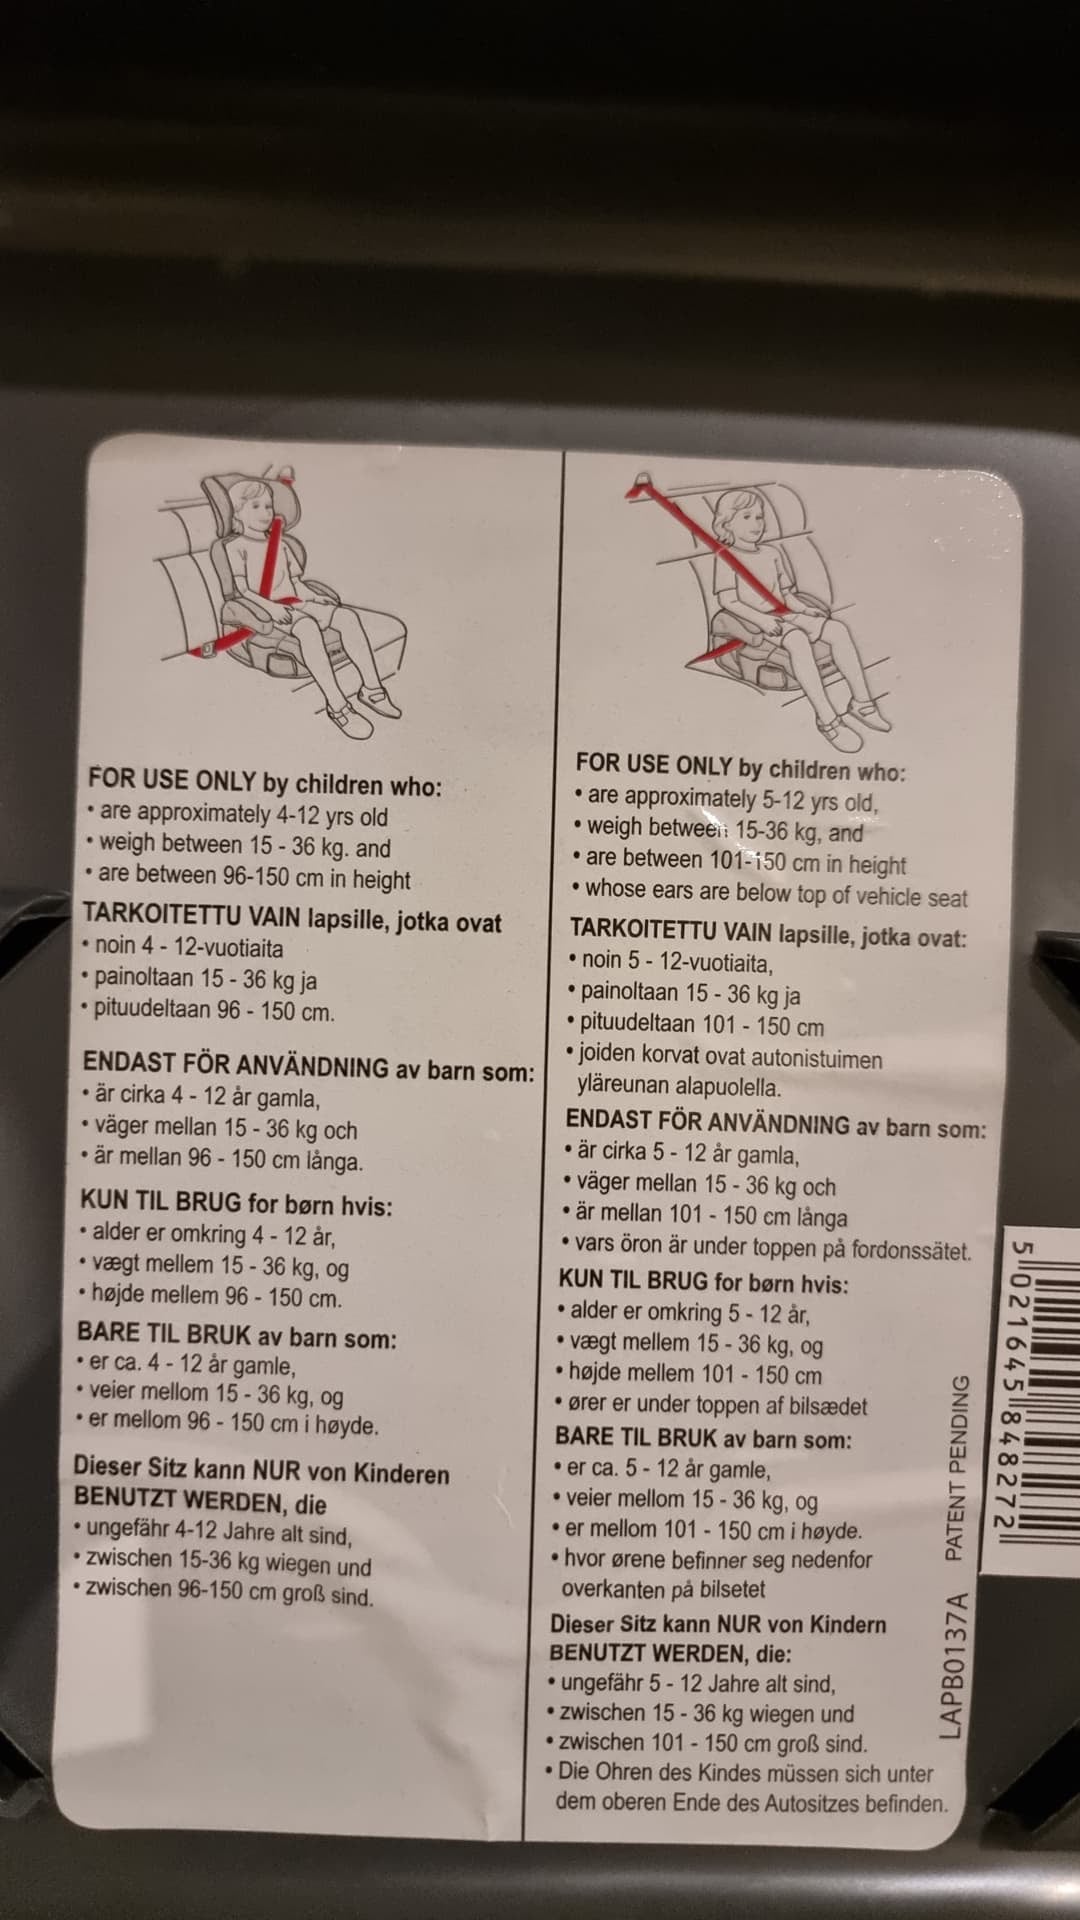 FOR USE ONLY by children who:
• are approximately 4-12 yrs old
• weigh between 15 - 36 kg. and
• are between 96-150 cm in height
TARKOITETTU VAIN lapsille, jotka ovat
• noin 4 - 12-vuotiaita
• painoltaan 15 - 36 kg ja
• pituudeltaan 96 - 150 cm.
ENDAST FÖR ANVÄNDNING av barn som:
• är cirka 4 - 12 år gamla,
• väger mellan 15 - 36 kg och
• är mellan 96 - 150 cm långa.
KUN TIL BRUG for børn hvis:
• alder er omkring 4 - 12 år,
• vægt mellem 15 - 36 kg, og
• højde mellem 96 - 150 cm.
BARE TIL BRUK av barn som:
• er ca. 4 - 12 år gamle,
• veier mellom 15 - 36 kg, og
• er mellom 96 - 150 cm i høyde.
Dieser Sitz kann NUR von Kinderen
BENUTZT WERDEN, die
• ungefähr 4-12 Jahre alt sind,
• zwischen 15-36 kg wiegen und
• zwischen 96-150 cm groß sind.
FOR USE ONLY by children who:
• are approximately 5-12 yrs old,
• weigh between 15-36 kg, and
• are between 101-150 cm in height
• whose ears are below top of vehicle seat
TARKOITETTU VAIN lapsille, jotka ovat:
• noin 5 - 12-vuotiaita,
• painoltaan 15 - 36 kg ja
• pituudeltaan 101 - 150 cm
• joiden korvat ovat autonistuimen
yläreunan alapuolella.
ENDAST FÖR ANVÄNDNING av barn som:
• är cirka 5 - 12 år gamla,
• väger mellan 15 - 36 kg och
• är mellan 101 - 150 cm långa
• vars öron är under toppen på fordonssätet.
KUN TIL BRUG for børn hvis:
• alder er omkring 5 - 12 år,
• vægt mellem 15 - 36 kg, og
• højde mellem 101 - 150 cm
• ører er under toppen af bilsædet
BARE TIL BRUK av barn som:
• er ca. 5 - 12 år gamle,
• veier mellom 15 - 36 kg, og
• er mellom 101 - 150 cm i høyde.
• hvor ørene befinner seg nedenfor
overkanten på bilsetet
Dieser Sitz kann NUR von Kindern
BENUTZT WERDEN, die:
• ungefähr 5 - 12 Jahre alt sind,
• zwischen 15 - 36 kg wiegen und
• zwischen 101 - 150 cm groß sind.
• Die Ohren des Kindes müssen sich unter
dem oberen Ende des Autositzes befinden.
LAPB0137A PATENT PENDING
5 021645 848272